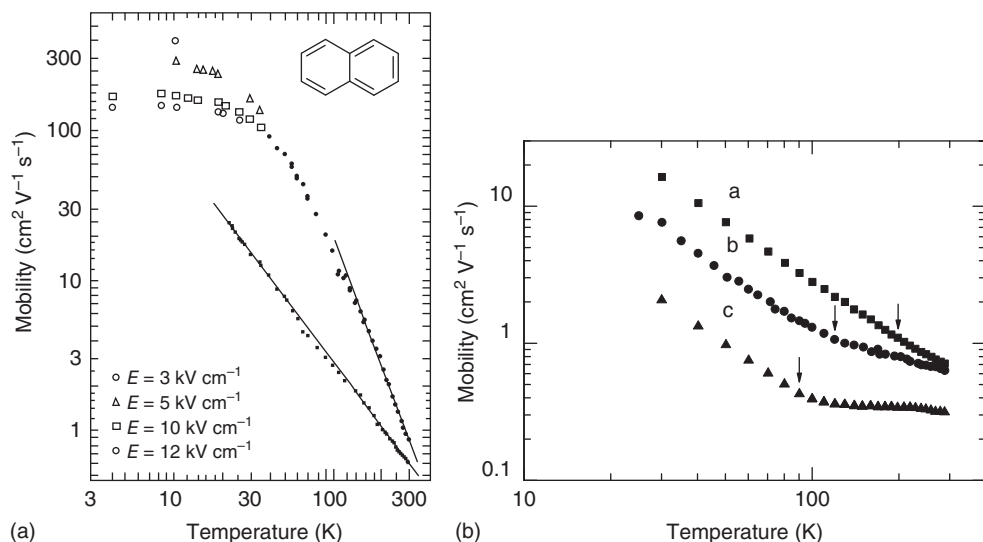 300
100
30
10
3
1
Mobility (cm² V⁻¹ s⁻¹)
E = 3 kV cm⁻¹
E = 5 kV cm⁻¹
E = 10 kV cm⁻¹
E = 12 kV cm⁻¹
3 10 30 100 300
(a) Temperature (K)
10
1
0.1
Mobility (cm² V⁻¹ s⁻¹)
a
b
c
10 100
(b) Temperature (K)